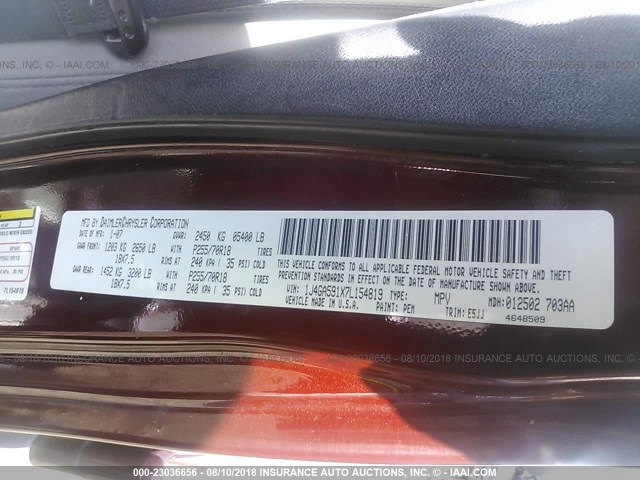 MFD BY DAIMLERCHRYSLER CORPORATION
DATE OF MFR. 1-07 GVWR: 2450 KG 05400 LB
GAWR FRONT: 1203 KG 2650 LB WITH P255/70R18 TIRES
18X7.5 RIMS AT 240 KPA ( 35 PSI) COLD
GAWR REAR: 1452 KG 3200 LB WITH P255/70R18 TIRES
18X7.5 RIMS AT 240 KPA ( 35 PSI) COLD
THIS VEHICLE CONFORMS TO ALL APPLICABLE FEDERAL MOTOR VEHICLE SAFETY AND THEFT
PREVENTION STANDARDS IN EFFECT ON THE DATE OF MANUFACTURE SHOWN ABOVE.
VIN: 1J4GA591X7L154819 TYPE: MPV MDH: 012502 703AA
VEHICLE MADE IN U.S.A. PAINT: PEM TRIM: E5JJ 4648509
7L154819
000-23036656 - 08/10/2018 INSURANCE AUTO AUCTIONS - WWW.IAAI.COM